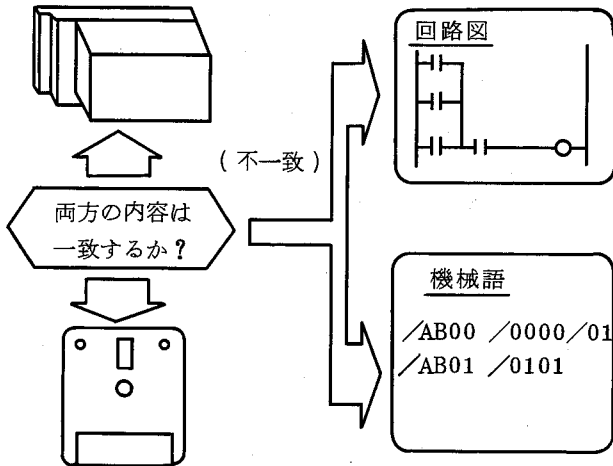 回路図
(不一致)
両方の内容は
一致するか？
機械語
/AB00 /0000/01
/AB01 /0101